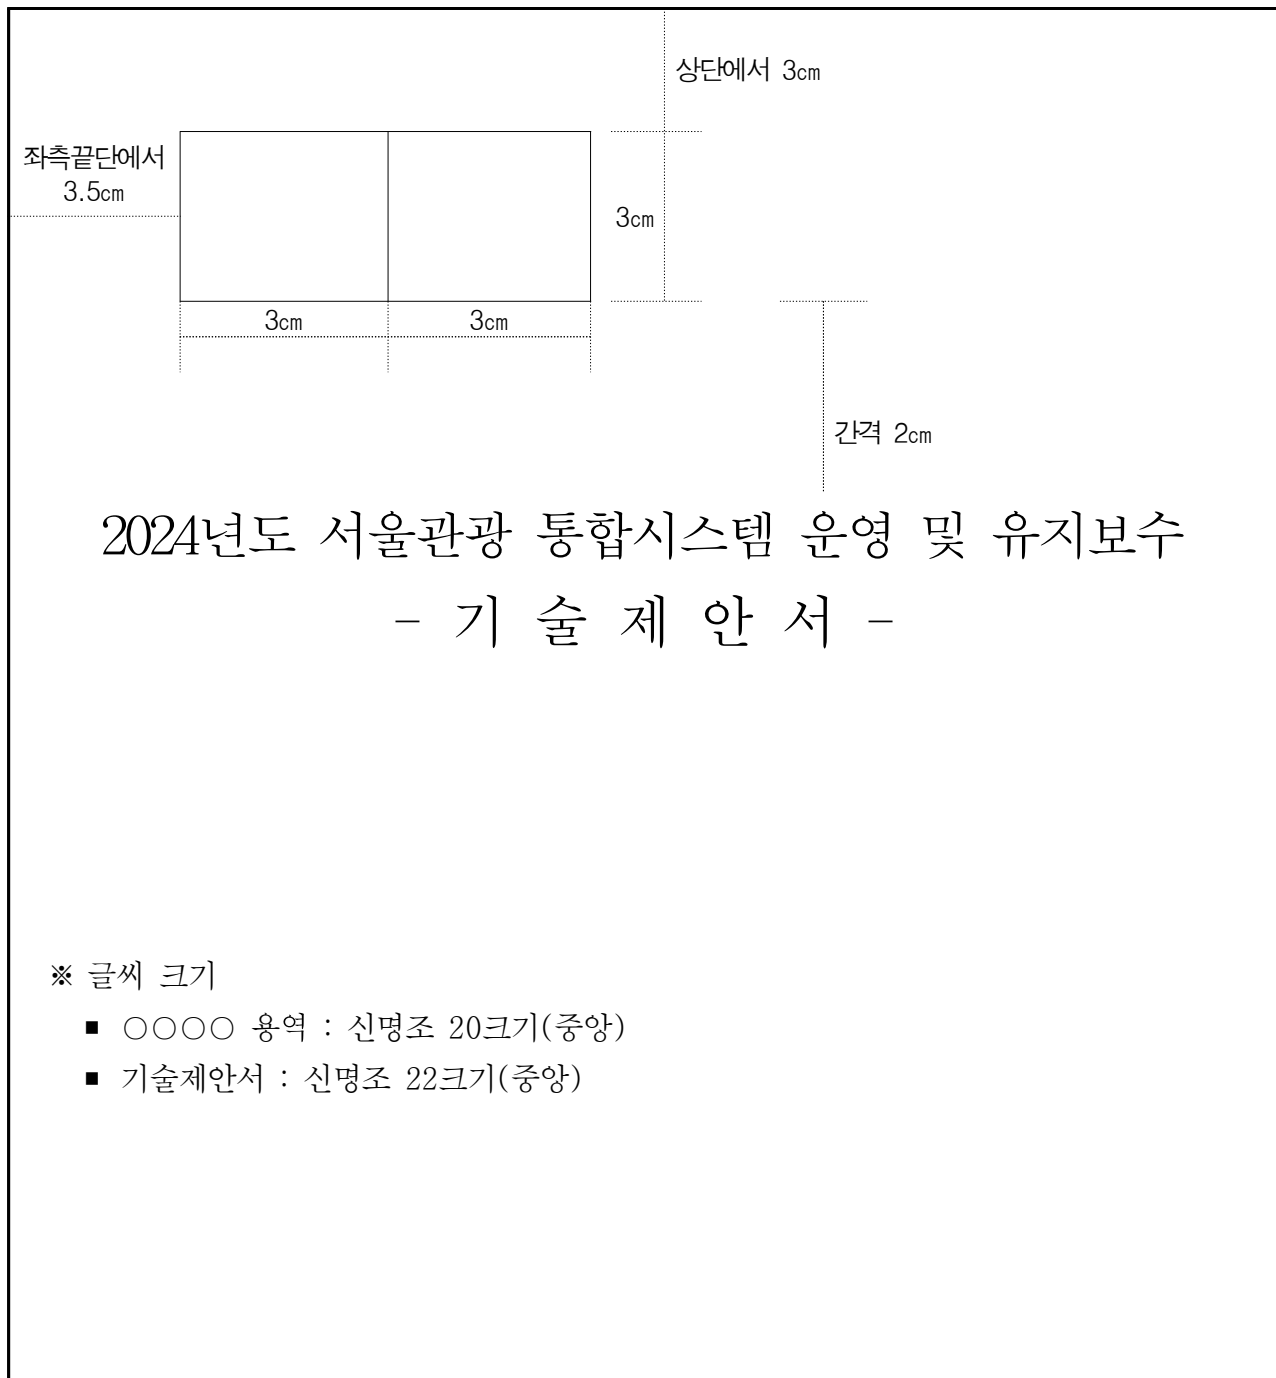 상단에서 3cm
좌측끝단에서
3.5cm
3cm
3cm 3cm
간격 2cm
2024년도 서울관광 통합시스템 운영 및 유지보수
- 기 술 제 안 서 -
※ 글씨 크기
■ ○○○○ 용역 : 신명조 20크기(중앙)
■ 기술제안서 : 신명조 22크기(중앙)